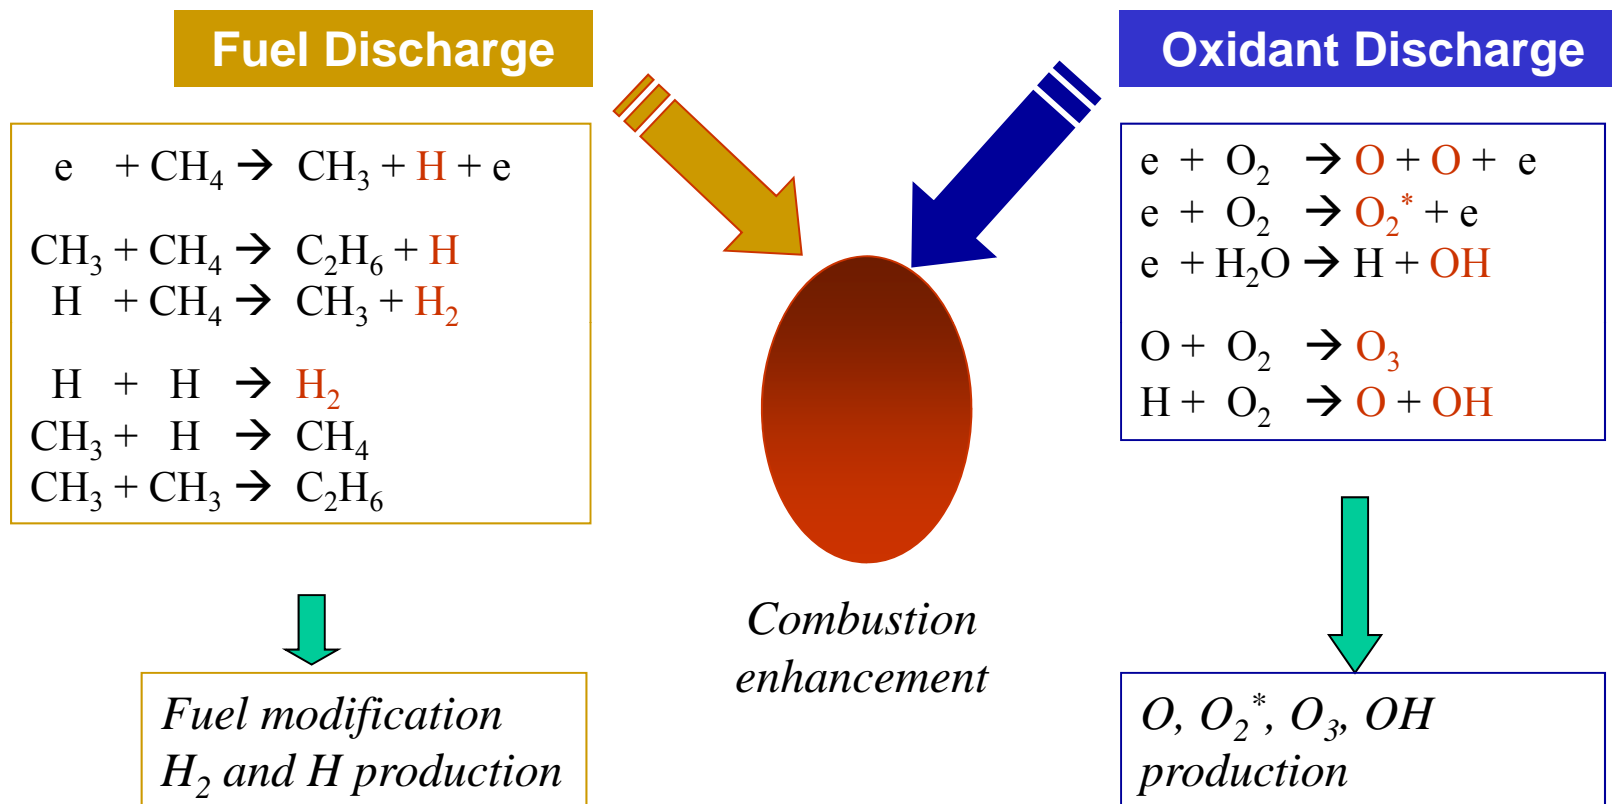 Fuel Discharge
e + CH₄ → CH₃ + H + e
CH₃ + CH₄ → C₂H₆ + H
H + CH₄ → CH₃ + H₂
H + H → H₂
CH₃ + H → CH₄
CH₃ + CH₃ → C₂H₆
Fuel modification
H₂ and H production
Combustion
enhancement
Oxidant Discharge
e + O₂ → O + O + e
e + O₂ → O₂* + e
e + H₂O → H + OH
O + O₂ → O₃
H + O₂ → O + OH
O, O₂*, O₃, OH
production